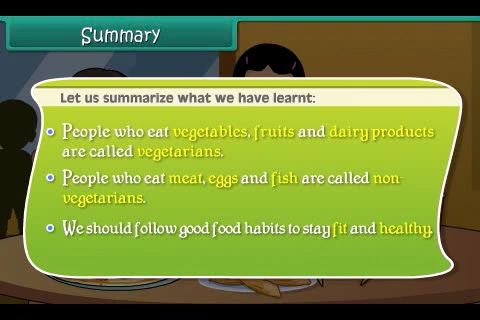 Summary
Let us summarize what we have learnt:
People who eat vegetables, fruits and dairy products
are called vegetarians.
People who eat meat, eggs and fish are called non-
vegetarians.
We should follow good food habits to stay fit and healthy.